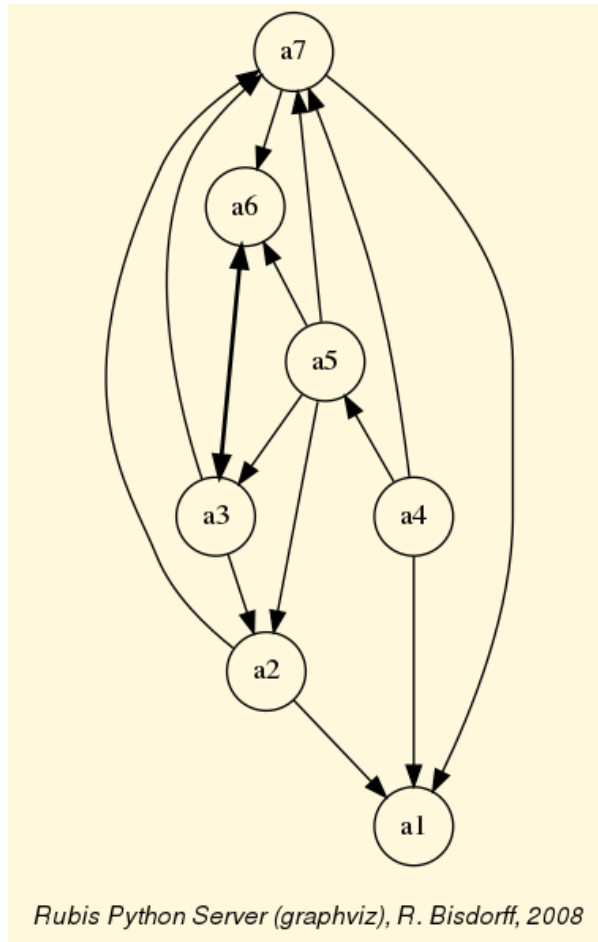 a7
a6
a5
a3
a4
a2
a1
Rubis Python Server (graphviz), R. Bisdorff, 2008